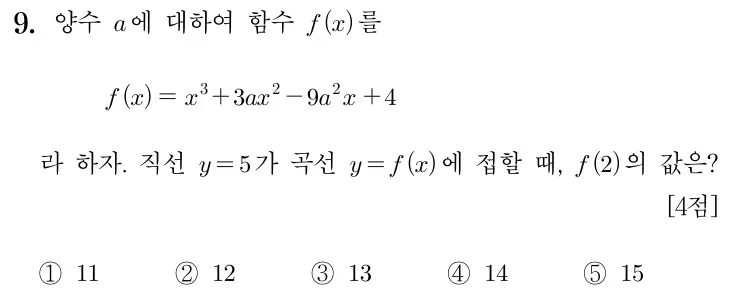 9. 양수 a에 대하여 함수 f(x)를
f(x) = x³+3ax²-9a²x+4
라 하자. 직선 y=5가 곡선 y=f(x)에 접할 때, f(2)의 값은?
[4점]
① 11 ② 12 ③ 13 ④ 14 ⑤ 15